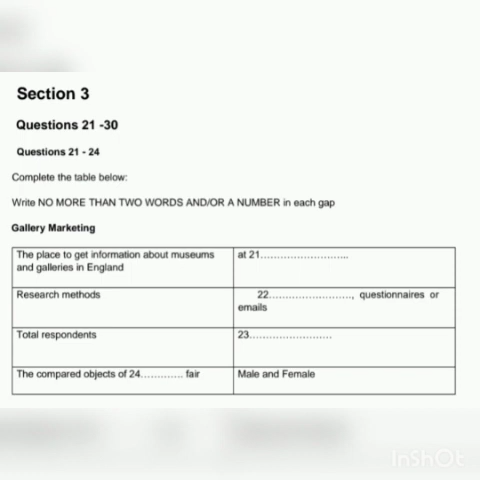 Section 3
Questions 21 -30
Questions 21 - 24
Complete the table below:
Write NO MORE THAN TWO WORDS AND/OR A NUMBER in each gap
Gallery Marketing
The place to get information about museums
and galleries in England
at 21...........................
Research methods
22........................., questionnaires or
emails
Total respondents
23.........................
The compared objects of 24............. fair
Male and Female
InShOt